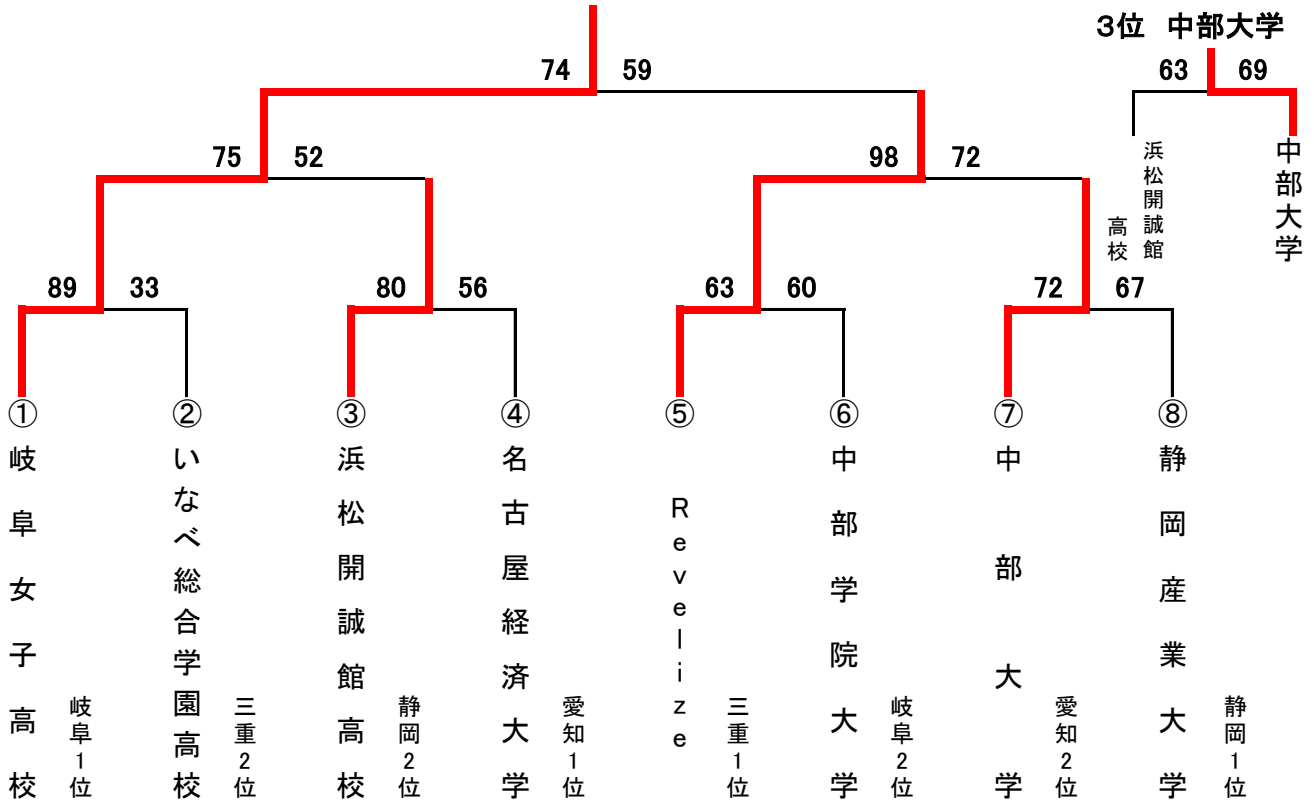 3位 中部大学
74 59
63 69
75 52
98 72
浜松開誠館
高校
中部大学
89 33
80 56
63 60
72 67
①
岐阜女子高校
岐阜1位
②
いなべ総合学園高校
三重2位
③
浜松開誠館高校
静岡2位
④
名古屋経済大学
愛知1位
⑤
Revelize
三重1位
⑥
中部学院大学
岐阜2位
⑦
中部大学
愛知2位
⑧
静岡産業大学
静岡1位